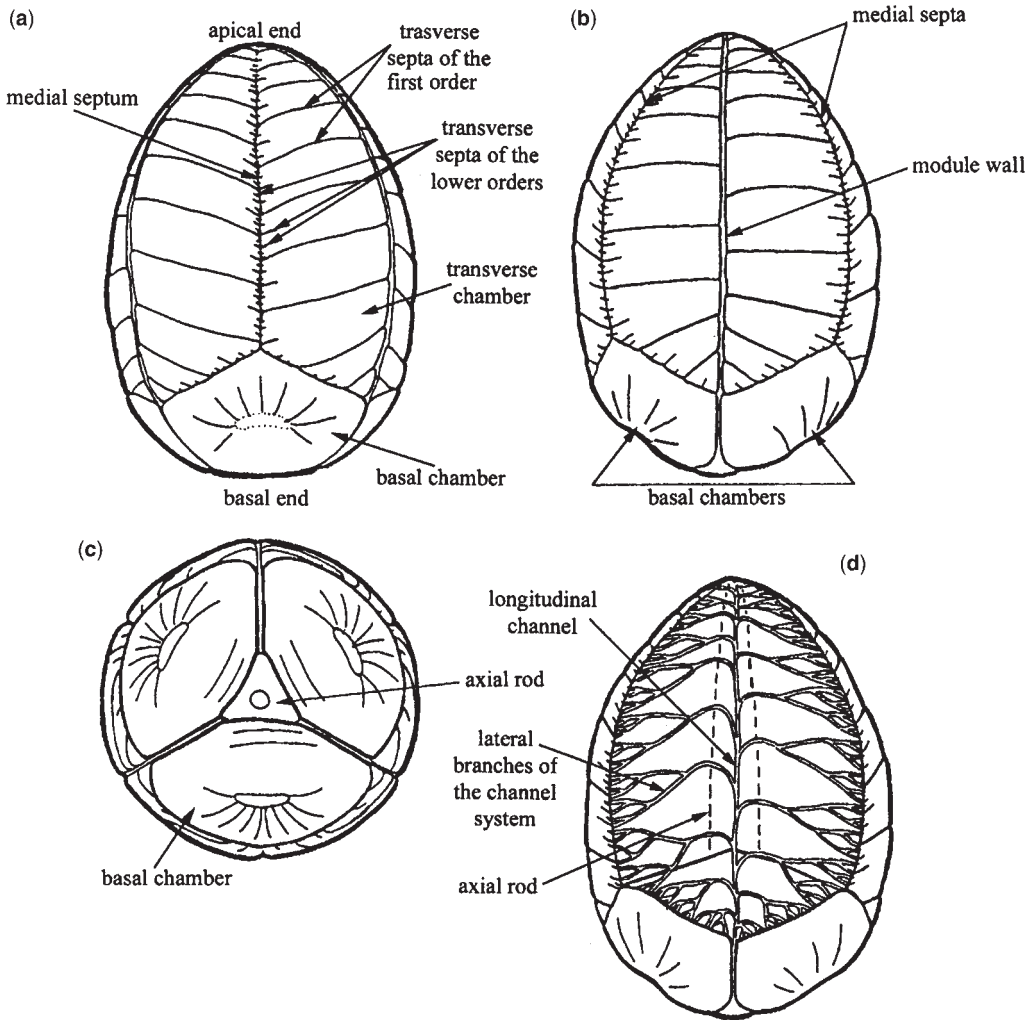 (a)
apical end
trasverse
septa of the
first order
medial septum
transverse
septa of the
lower orders
transverse
chamber
basal chamber
basal end
(b)
medial septa
module wall
basal chambers
(c)
axial rod
basal chamber
(d)
longitudinal
channel
lateral
branches of
the channel
system
axial rod